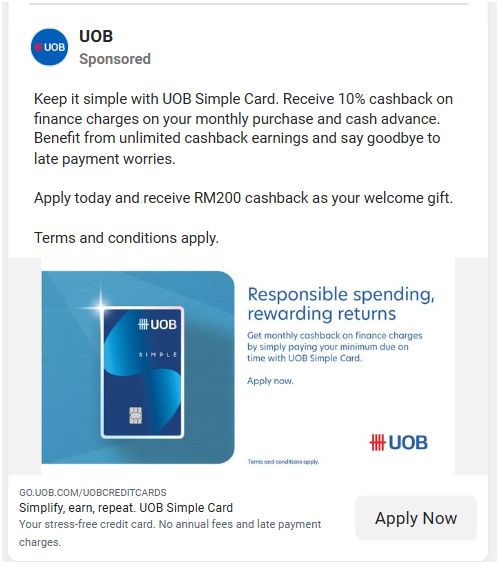 UOB
UOB
Sponsored
Keep it simple with UOB Simple Card. Receive 10% cashback on
finance charges on your monthly purchase and cash advance.
Benefit from unlimited cashback earnings and say goodbye to
late payment worries.
Apply today and receive RM200 cashback as your welcome gift.
Terms and conditions apply.
UOB
SIMPLE
Responsible spending,
rewarding returns
Get monthly cashback on finance charges
by simply paying your minimum due on
time with UOB Simple Card.
Apply now.
UOB
Terms and conditions apply.
GO.UOB.COM/UOBCREDITCARDS
Simplify, earn, repeat. UOB Simple Card
Your stress-free credit card. No annual fees and late payment
charges.
Apply Now